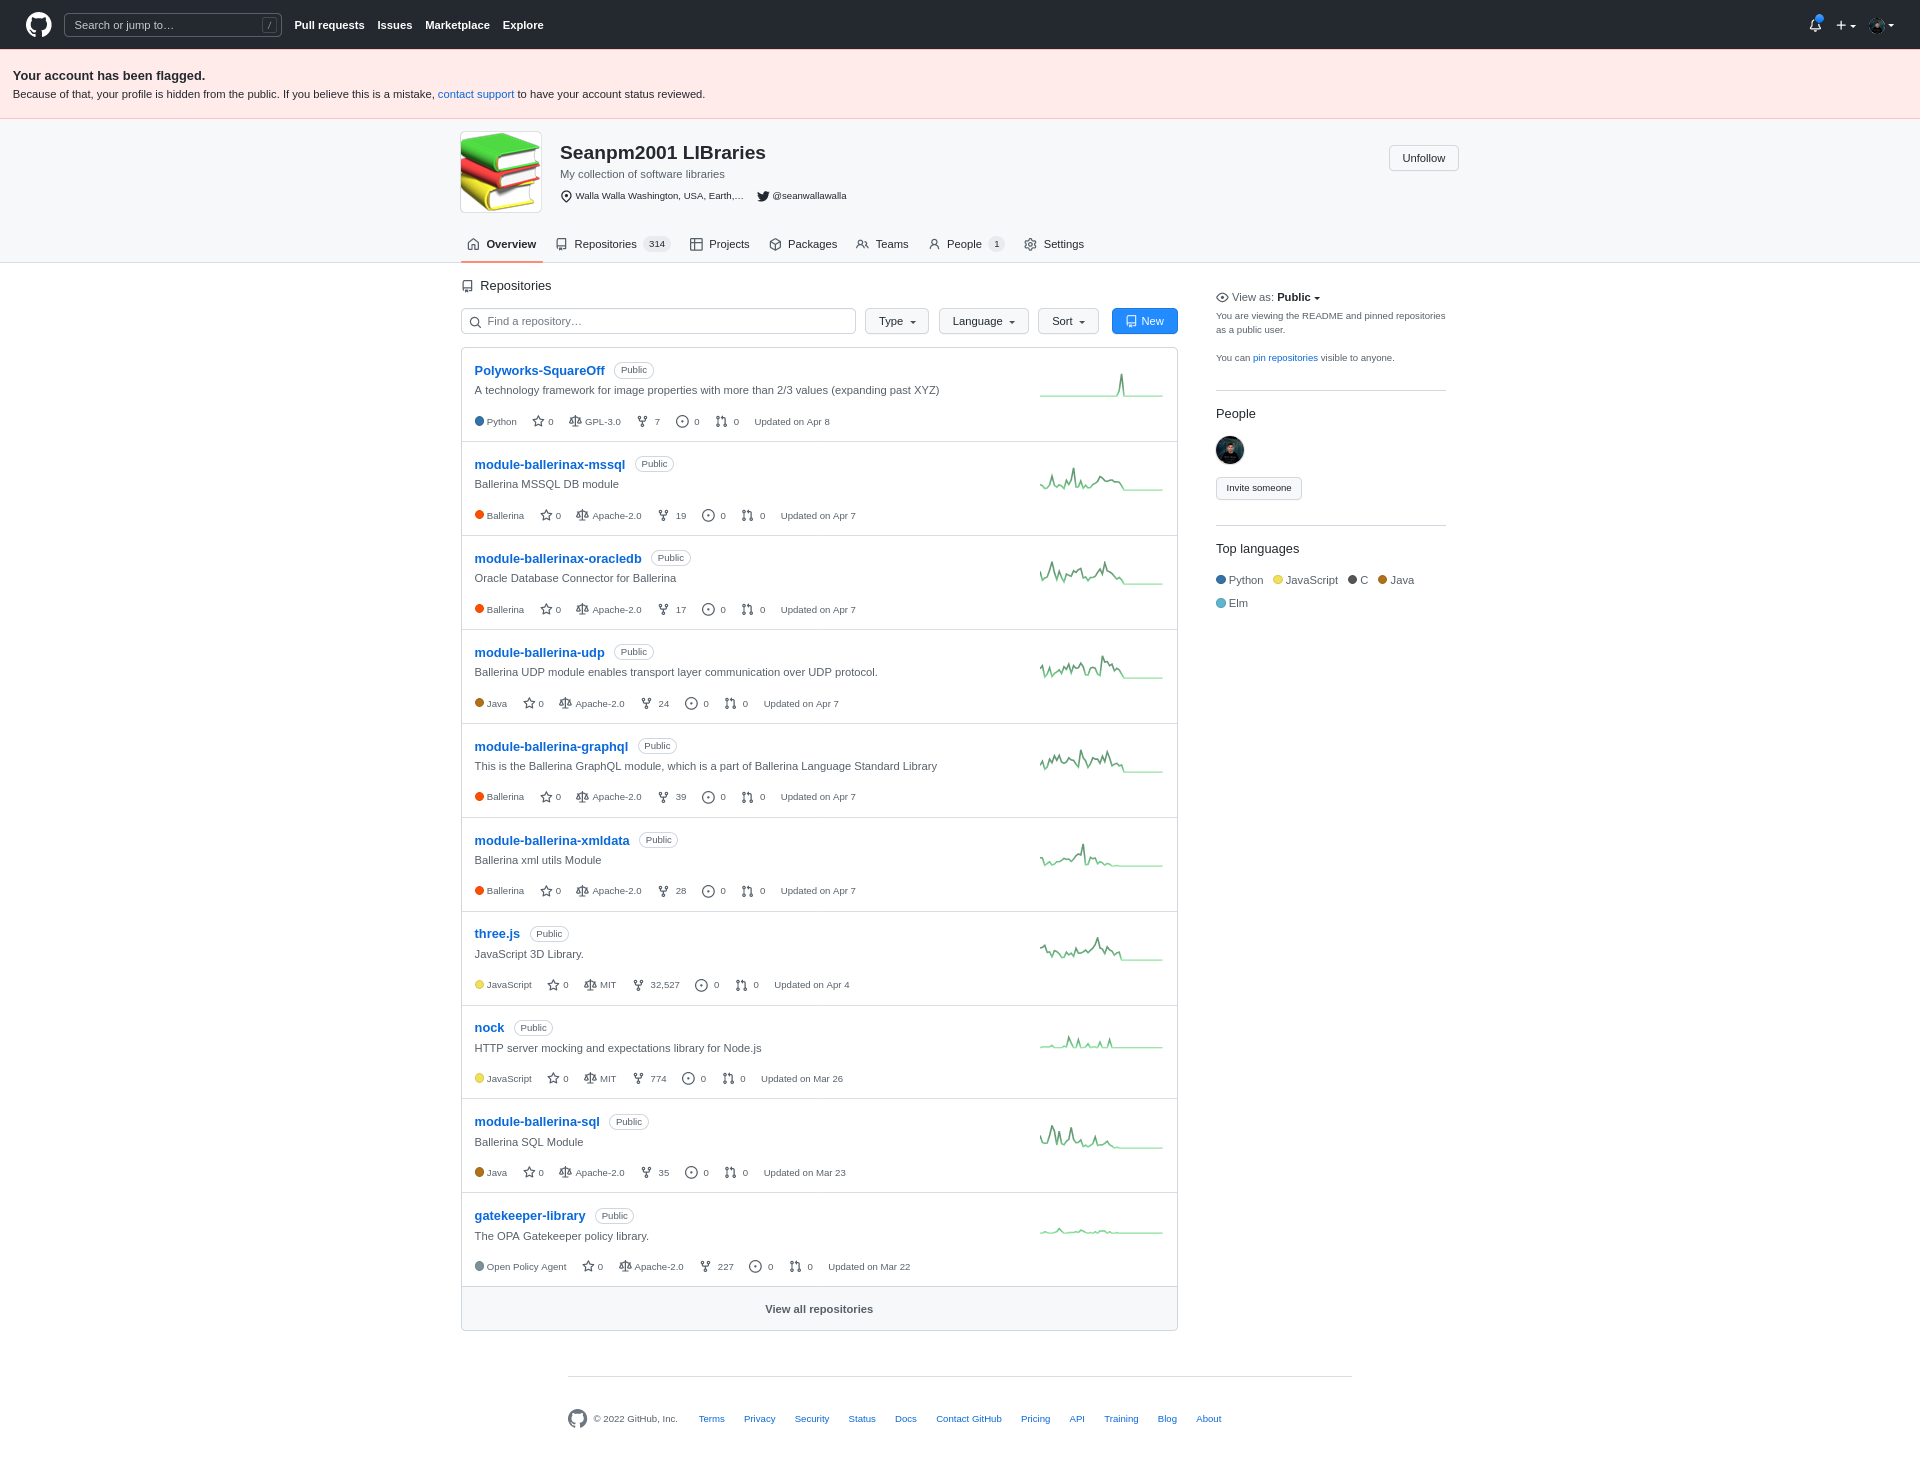 Search or jump to… /
Pull requests Issues Marketplace Explore
Your account has been flagged.
Because of that, your profile is hidden from the public. If you believe this is a mistake, contact support to have your account status reviewed.
Seanpm2001 LIBraries
My collection of software libraries
Walla Walla Washington, USA, Earth,… @seanwallawalla
Unfollow
Overview Repositories 314 Projects Packages Teams People 1 Settings
Repositories
Find a repository… Type Language Sort New
Polyworks-SquareOff Public
A technology framework for image properties with more than 2/3 values (expanding past XYZ)
Python 0 GPL-3.0 7 0 0 Updated on Apr 8
module-ballerinax-mssql Public
Ballerina MSSQL DB module
Ballerina 0 Apache-2.0 19 0 0 Updated on Apr 7
module-ballerinax-oracledb Public
Oracle Database Connector for Ballerina
Ballerina 0 Apache-2.0 17 0 0 Updated on Apr 7
module-ballerina-udp Public
Ballerina UDP module enables transport layer communication over UDP protocol.
Java 0 Apache-2.0 24 0 0 Updated on Apr 7
module-ballerina-graphql Public
This is the Ballerina GraphQL module, which is a part of Ballerina Language Standard Library
Ballerina 0 Apache-2.0 39 0 0 Updated on Apr 7
module-ballerina-xmldata Public
Ballerina xml utils Module
Ballerina 0 Apache-2.0 28 0 0 Updated on Apr 7
three.js Public
JavaScript 3D Library.
JavaScript 0 MIT 32,527 0 0 Updated on Apr 4
nock Public
HTTP server mocking and expectations library for Node.js
JavaScript 0 MIT 774 0 0 Updated on Mar 26
module-ballerina-sql Public
Ballerina SQL Module
Java 0 Apache-2.0 35 0 0 Updated on Mar 23
gatekeeper-library Public
The OPA Gatekeeper policy library.
Open Policy Agent 0 Apache-2.0 227 0 0 Updated on Mar 22
View all repositories
View as: Public
You are viewing the README and pinned repositories
as a public user.
You can pin repositories visible to anyone.
People
Invite someone
Top languages
Python JavaScript C Java
Elm
© 2022 GitHub, Inc. Terms Privacy Security Status Docs Contact GitHub Pricing API Training Blog About